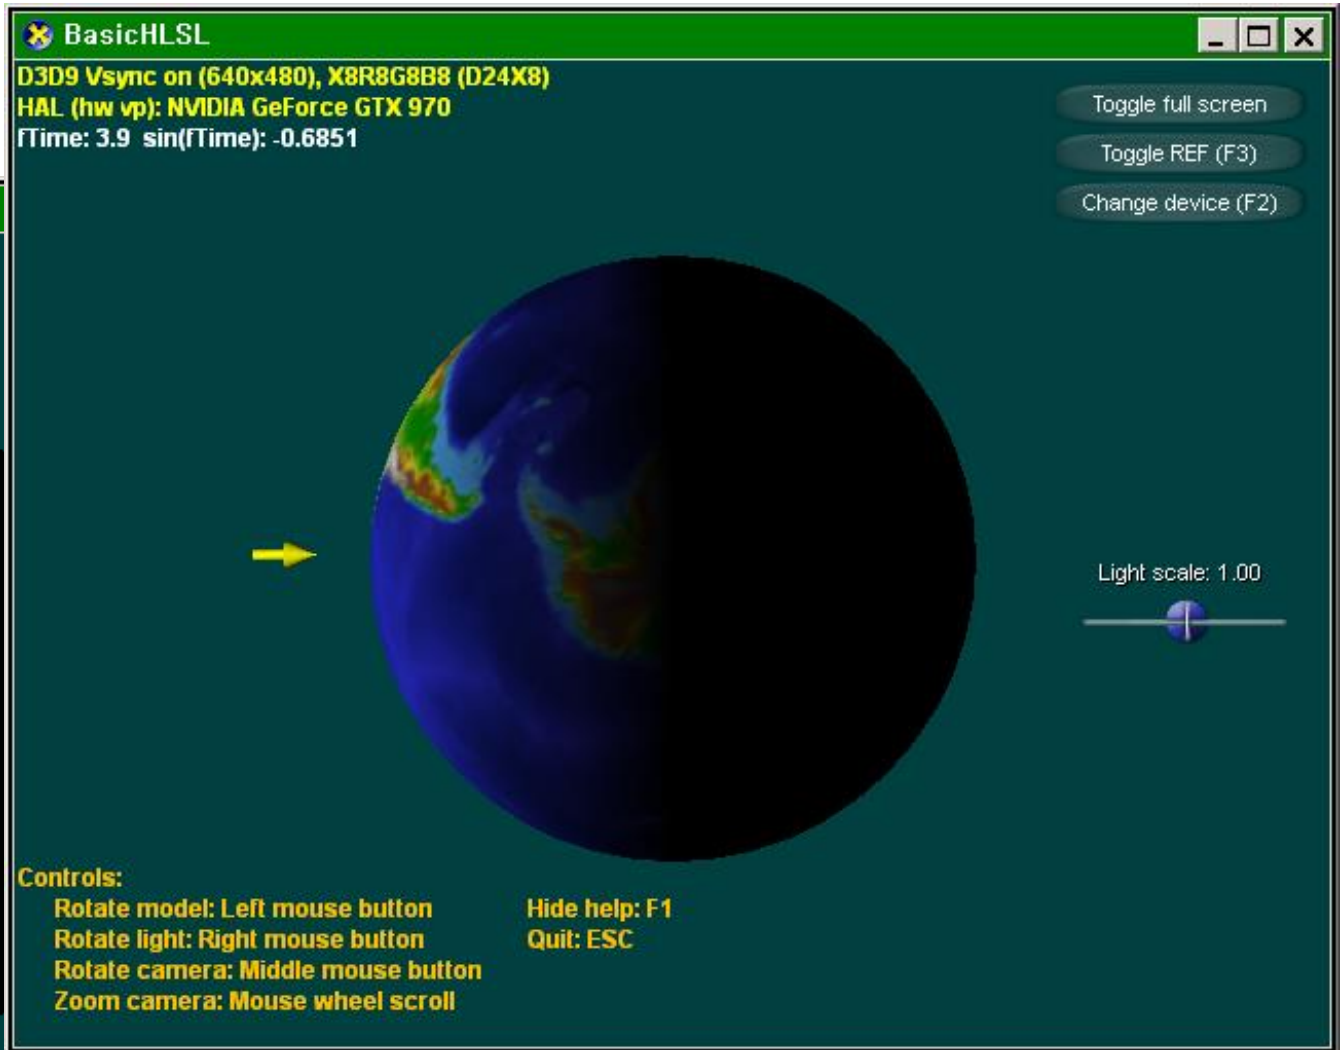 BasicHLSL
D3D9 Vsync on (640x480), X8R8G8B8 (D24X8)
HAL (hw vp): NVIDIA GeForce GTX 970
fTime: 3.9 sin(fTime): -0.6851
Toggle full screen
Toggle REF (F3)
Change device (F2)
Light scale: 1.00
Controls:
Rotate model: Left mouse button Hide help: F1
Rotate light: Right mouse button Quit: ESC
Rotate camera: Middle mouse button
Zoom camera: Mouse wheel scroll